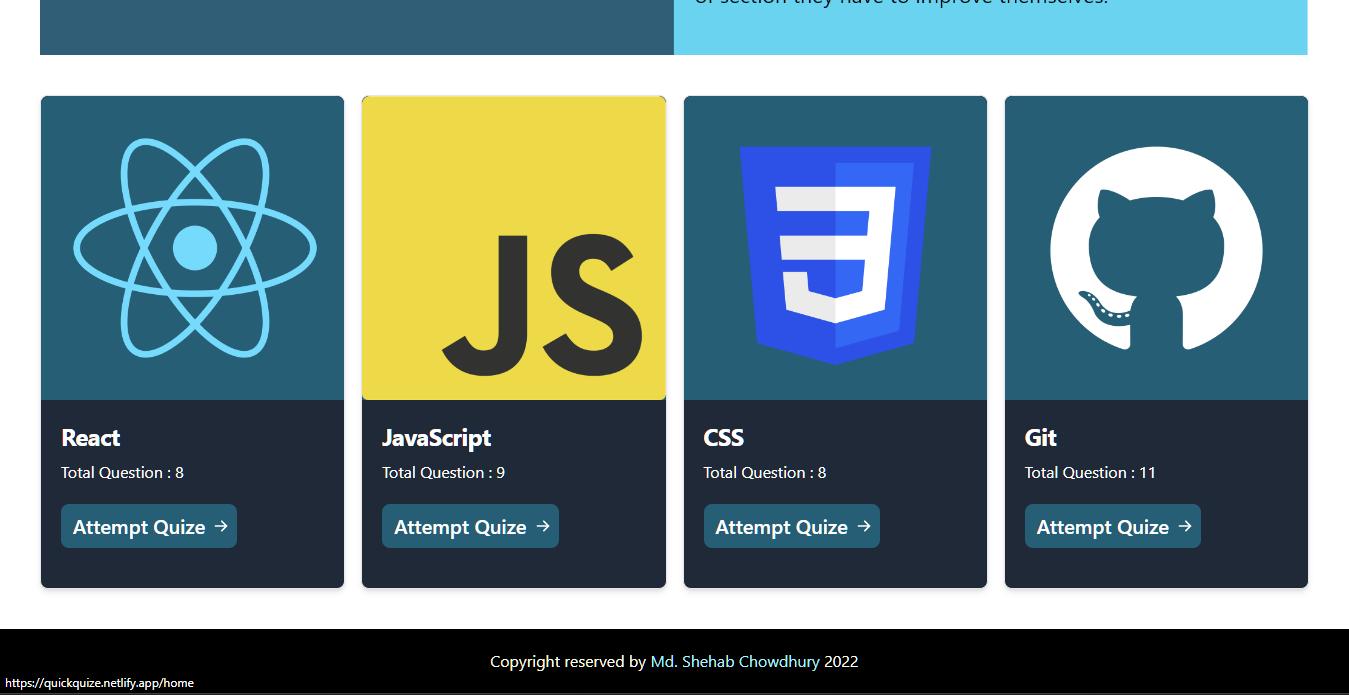 of section they have to improve themselves.
JS
React
Total Question : 8
Attempt Quize →
JavaScript
Total Question : 9
Attempt Quize →
CSS
Total Question : 8
Attempt Quize →
Git
Total Question : 11
Attempt Quize →
Copyright reserved by Md. Shehab Chowdhury 2022
https://quickquize.netlify.app/home